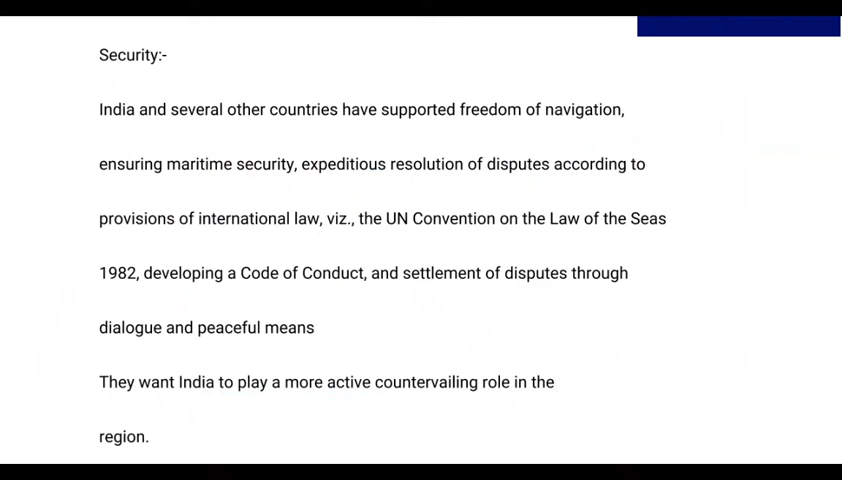 Security:-
India and several other countries have supported freedom of navigation,
ensuring maritime security, expeditious resolution of disputes according to
provisions of international law, viz., the UN Convention on the Law of the Seas
1982, developing a Code of Conduct, and settlement of disputes through
dialogue and peaceful means
They want India to play a more active countervailing role in the
region.